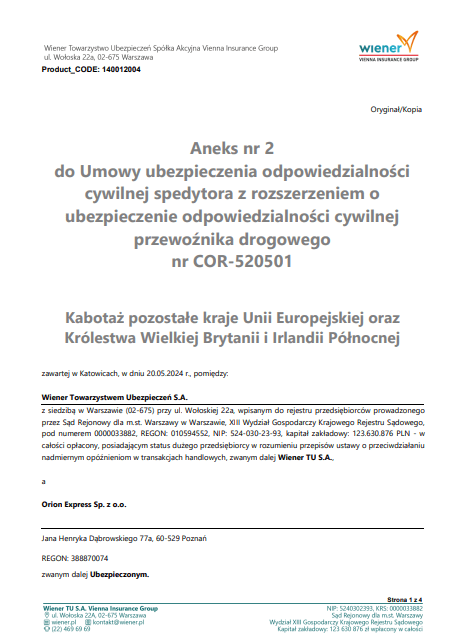 Wiener Towarzystwo Ubezpieczeń Spółka Akcyjna Vienna Insurance Group
ul. Wołoska 22a, 02-675 Warszawa
Product_CODE: 140012004
wiener
VIENNA INSURANCE GROUP
Oryginał/Kopia
Aneks nr 2
do Umowy ubezpieczenia odpowiedzialności
cywilnej spedytora z rozszerzeniem o
ubezpieczenie odpowiedzialności cywilnej
przewoźnika drogowego
nr COR-520501
Kabotaż pozostałe kraje Unii Europejskiej oraz
Królestwa Wielkiej Brytanii i Irlandii Północnej
zawartej w Katowicach, w dniu 20.05.2024 r., pomiędzy:
Wiener Towarzystwem Ubezpieczeń S.A.
z siedzibą w Warszawie (02-675) przy ul. Wołoskiej 22a, wpisanym do rejestru przedsiębiorców prowadzonego
przez Sąd Rejonowy dla m.st. Warszawy w Warszawie, XIII Wydział Gospodarczy Krajowego Rejestru Sądowego,
pod numerem 0000033882, REGON: 010594552, NIP: 524-030-23-93, kapitał zakładowy: 123.630.876 PLN - w
całości opłacony, posiadającym status dużego przedsiębiorcy w rozumieniu przepisów ustawy o przeciwdziałaniu
nadmiernym opóźnieniom w transakcjach handlowych, zwanym dalej Wiener TU S.A.,
a
Orion Express Sp. z o.o.
Jana Henryka Dąbrowskiego 77a, 60-529 Poznań
REGON: 388870074
zwanym dalej Ubezpieczonym.
Strona 1 z 4
Wiener TU S.A. Vienna Insurance Group
ul. Wołoska 22A, 02-675 Warszawa
wiener.pl kontakt@wiener.pl
(22) 469 69 69
NIP: 5240302393, KRS: 0000033882
Sąd Rejonowy dla m.st. Warszawy
Wydział XIII Gospodarczy Krajowego Rejestru Sądowego
Kapitał zakładowy: 123 630 876 zł wpłacony w całości